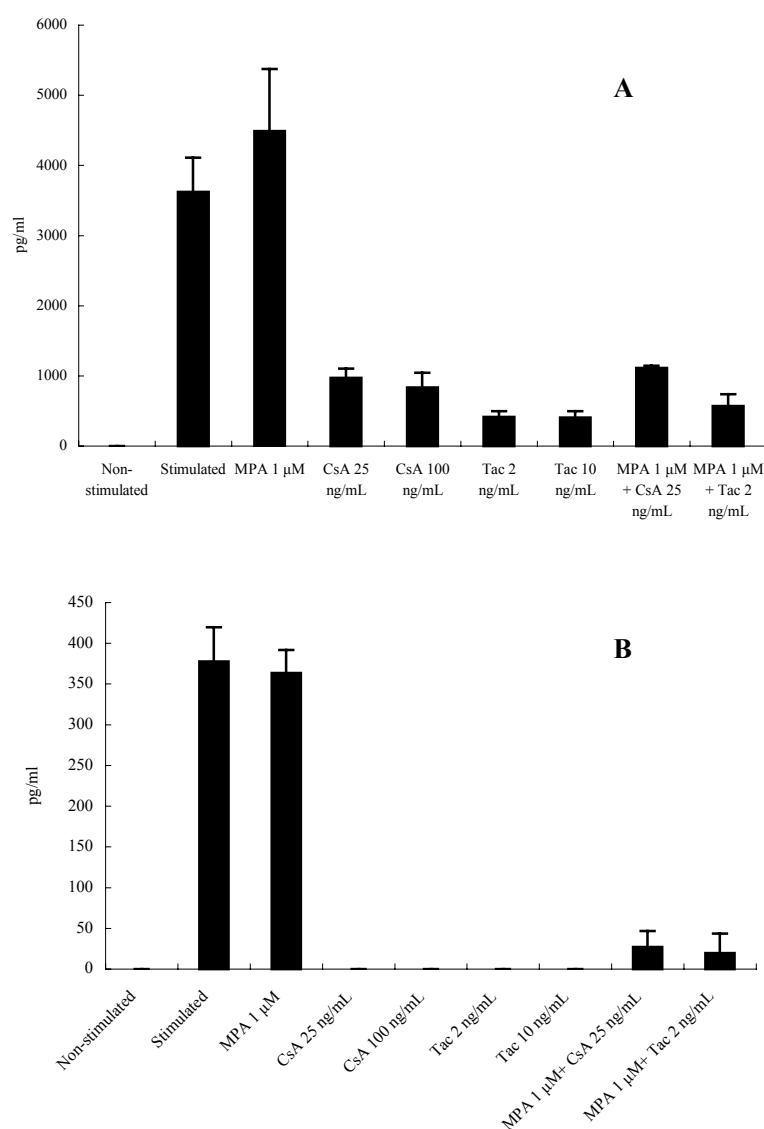 6000
5000
4000
3000
2000
1000
0
pg/ml
A
Non-
stimulated
Stimulated
MPA 1 μM
CsA 25
ng/mL
CsA 100
ng/mL
Tac 2
ng/mL
Tac 10
ng/mL
MPA 1 μM
+ CsA 25
ng/mL
MPA 1 μM
+ Tac 2
ng/mL
450
400
350
300
250
200
150
100
50
0
pg/ml
B
Non-stimulated
Stimulated
MPA 1 μM
CsA 25 ng/mL
CsA 100 ng/mL
Tac 2 ng/mL
Tac 10 ng/mL
MPA 1 μM+ CsA 25 ng/mL
MPA 1 μM+ Tac 2 ng/mL